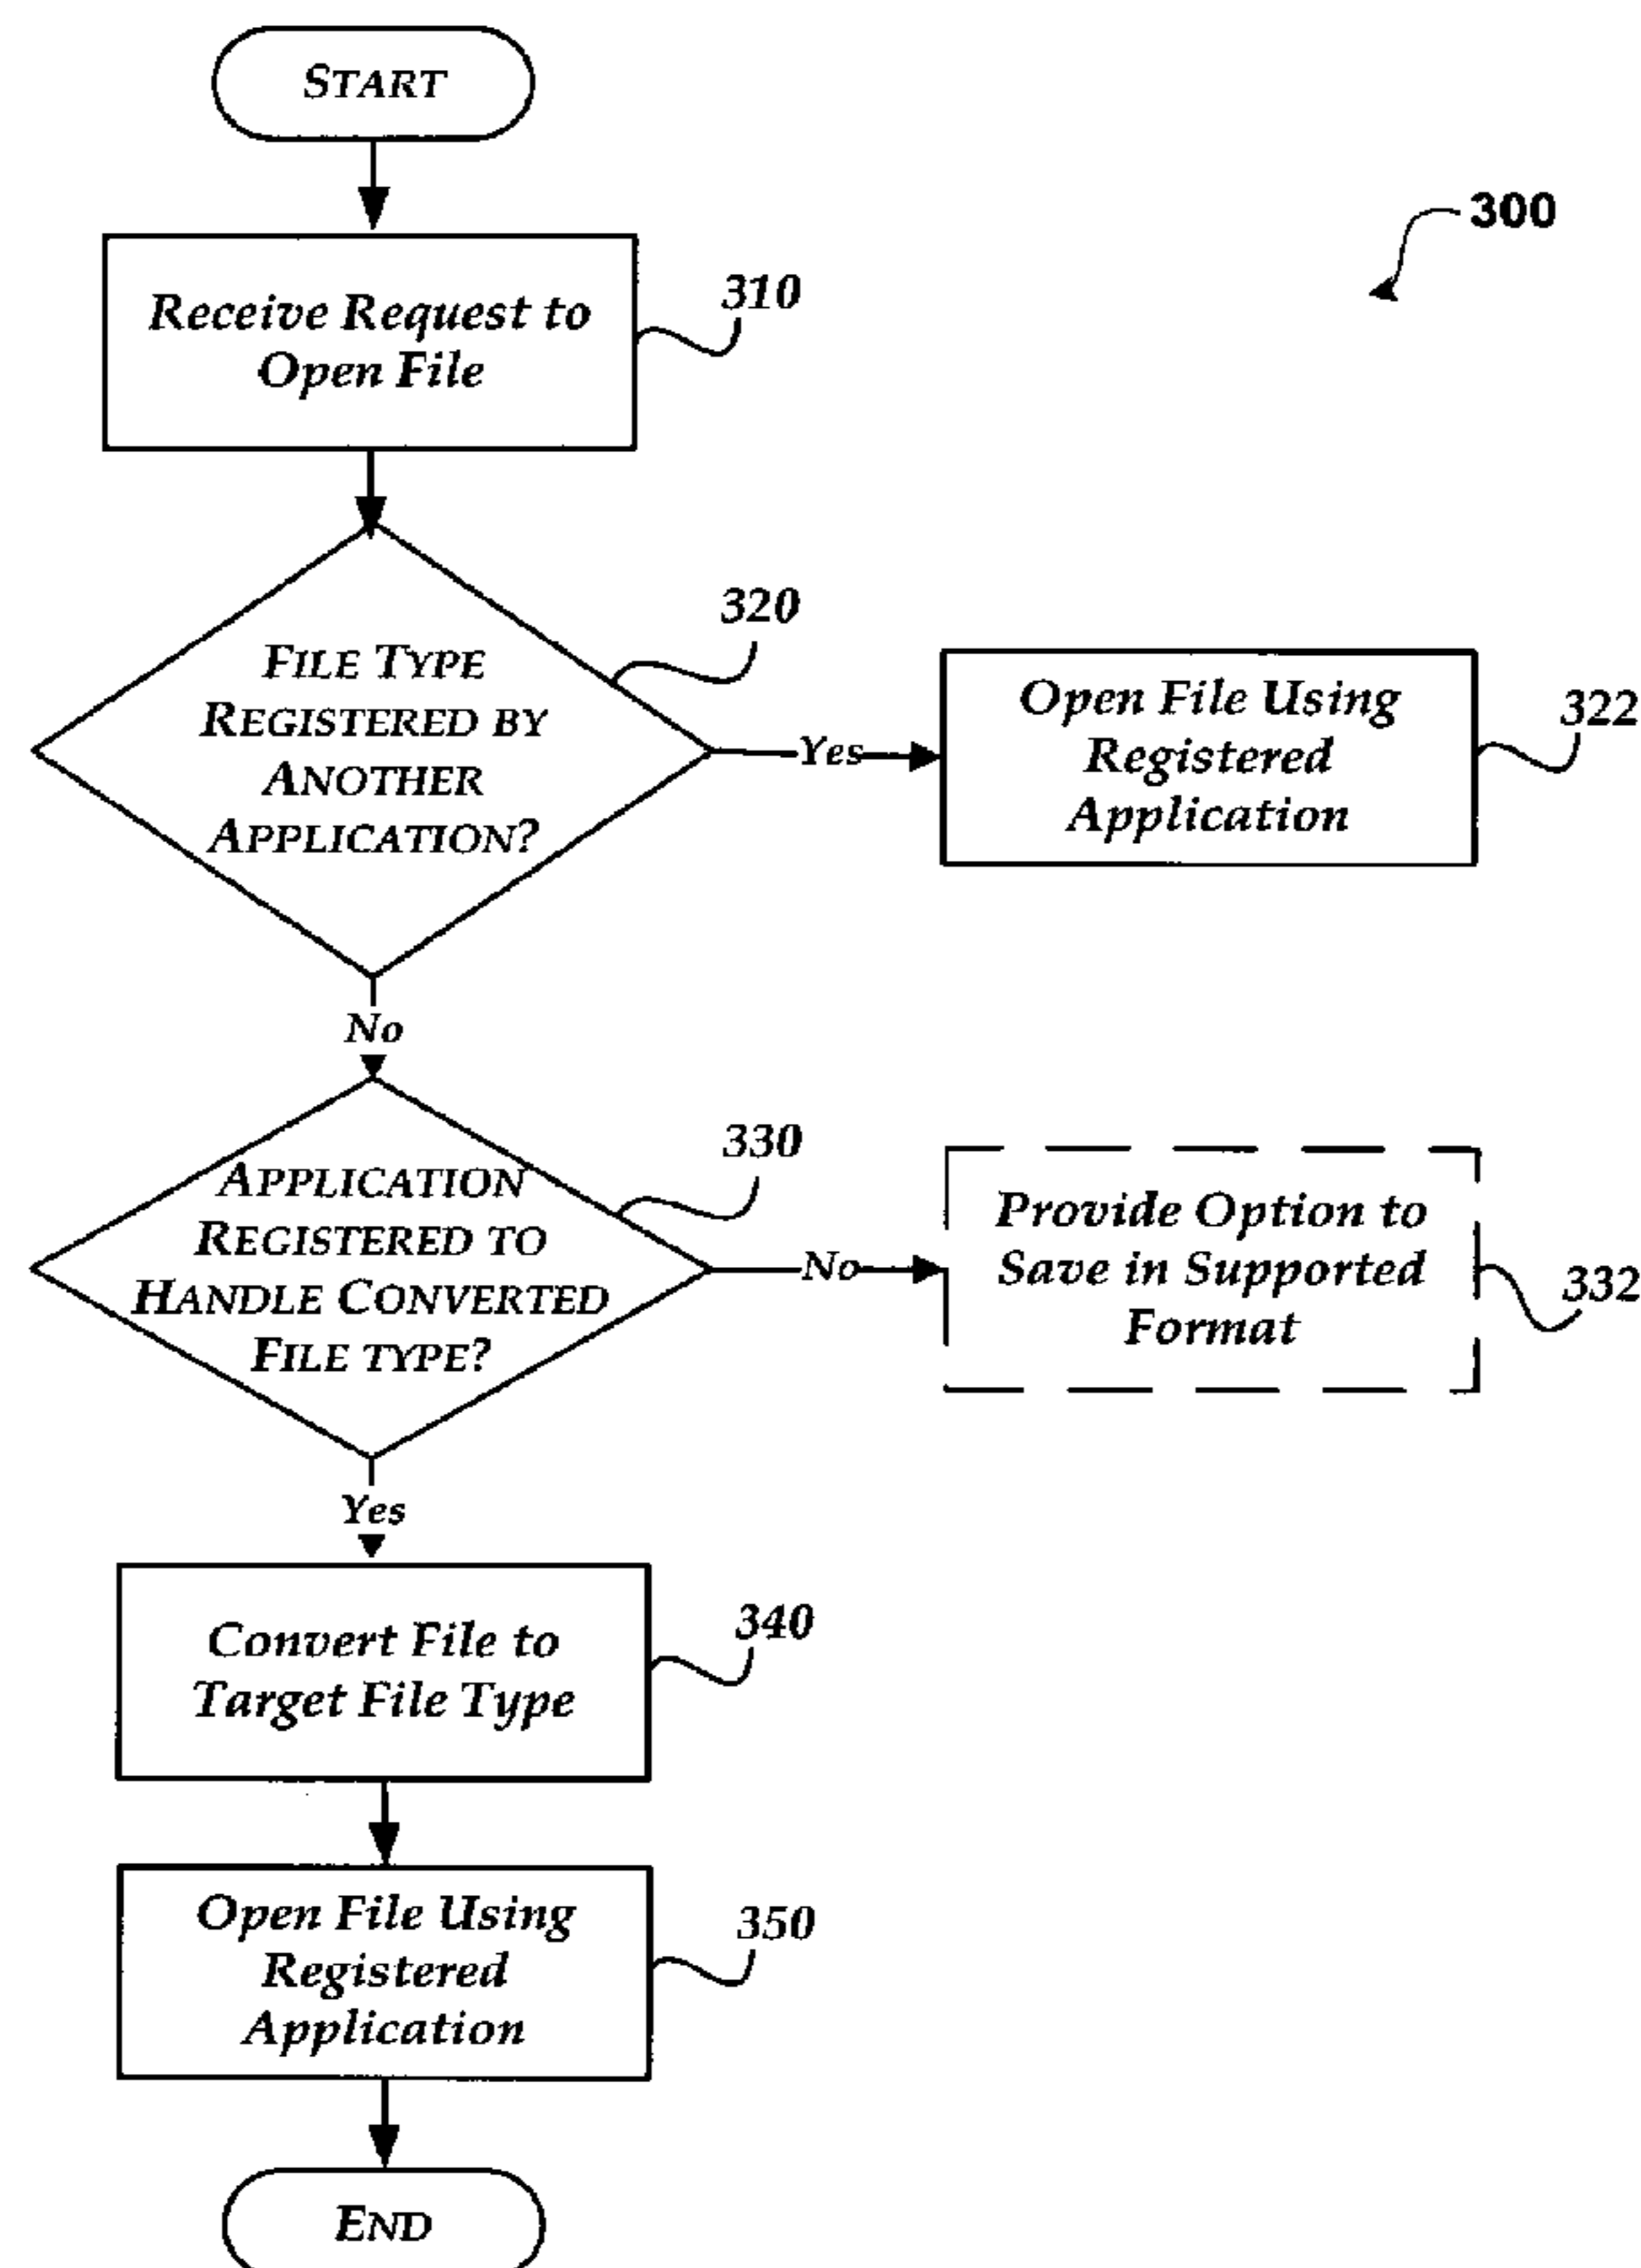 START
300
Receive Request to
Open File
310
320
FILE TYPE
REGISTERED BY
ANOTHER
APPLICATION?
Yes
Open File Using
Registered
Application
322
No
330
APPLICATION
REGISTERED TO
HANDLE CONVERTED
FILE TYPE?
No
Provide Option to
Save in Supported
Format
332
Yes
Convert File to
Target File Type
340
Open File Using
Registered
Application
350
END